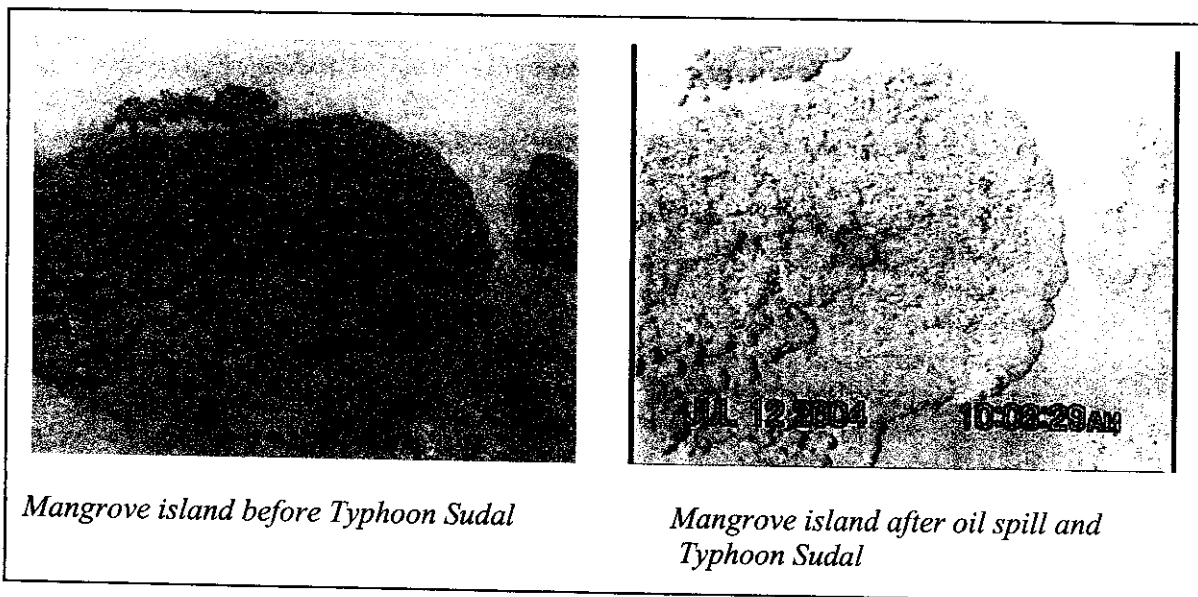 JUL 12 2004 10:08:29AM
Mangrove island before Typhoon Sudal
Mangrove island after oil spill and
Typhoon Sudal